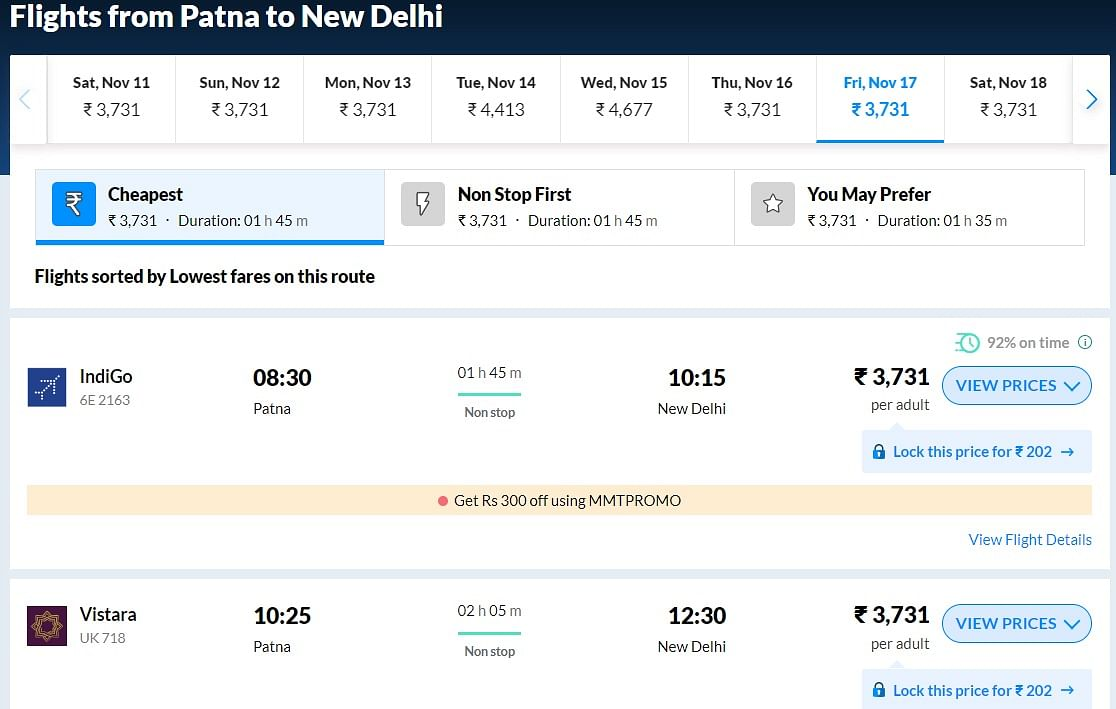 Flights from Patna to New Delhi
Sat, Nov 11 Sun, Nov 12 Mon, Nov 13 Tue, Nov 14 Wed, Nov 15 Thu, Nov 16 Fri, Nov 17 Sat, Nov 18
₹ 3,731 ₹ 3,731 ₹ 3,731 ₹ 4,413 ₹ 4,677 ₹ 3,731 ₹ 3,731 ₹ 3,731
₹ Cheapest Non Stop First You May Prefer
₹ 3,731 · Duration: 01 h 45 m ₹ 3,731 · Duration: 01 h 45 m ₹ 3,731 · Duration: 01 h 35 m
Flights sorted by Lowest fares on this route
92% on time
IndiGo 08:30 01 h 45 m 10:15 ₹ 3,731 VIEW PRICES
6E 2163 Patna Non stop New Delhi per adult
Lock this price for ₹ 202 →
Get Rs 300 off using MMTPROMO
View Flight Details
Vistara 10:25 02 h 05 m 12:30 ₹ 3,731 VIEW PRICES
UK 718 Patna Non stop New Delhi per adult
Lock this price for ₹ 202 →